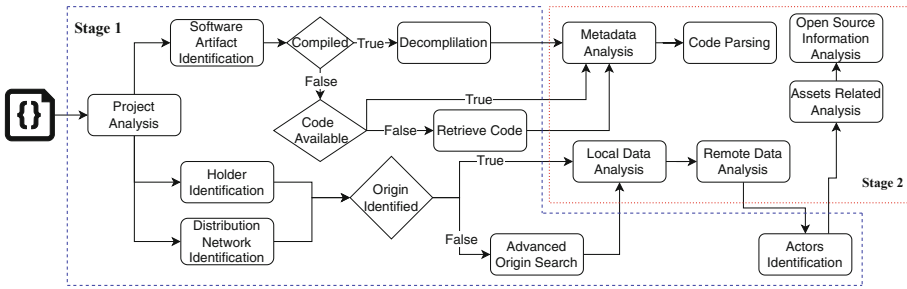 Stage 1
Software
Artifact
Identification
Compiled
True
Decomplilation
Metadata
Analysis
Code Parsing
Open Source
Information
Analysis
False
{}
Project
Analysis
Code
Available
True
False
Retrieve Code
Assets Related
Analysis
Holder
Identification
Origin
Identified
True
Local Data
Analysis
Remote Data
Analysis
Stage 2
Distribution
Network
Identification
False
Advanced
Origin Search
Actors
Identification